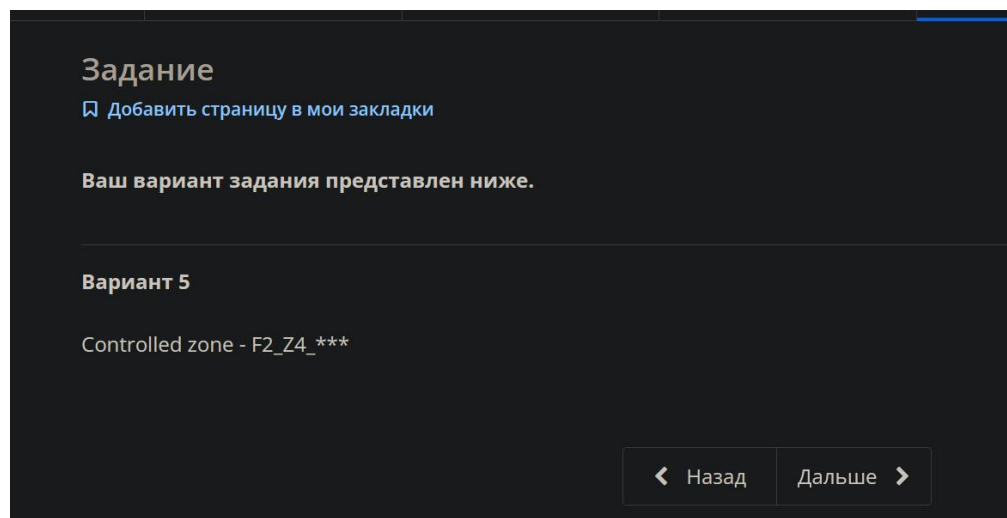 Задание
Добавить страницу в мои закладки
Ваш вариант задания представлен ниже.
Вариант 5
Controlled zone - F2_Z4_***
Назад
Дальше